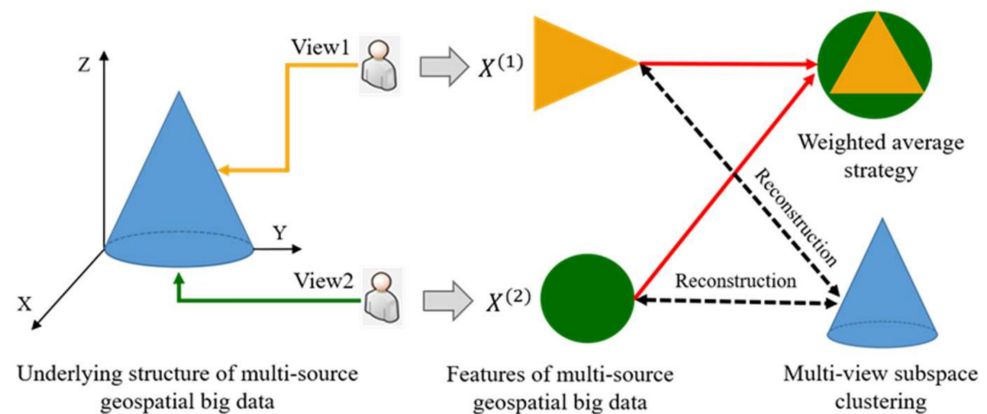 Z
View1
X^(1)
Weighted average
strategy
Reconstruction
Y
View2
Reconstruction
X
X^(2)
Underlying structure of multi-source
geospatial big data
Features of multi-source
geospatial big data
Multi-view subspace
clustering